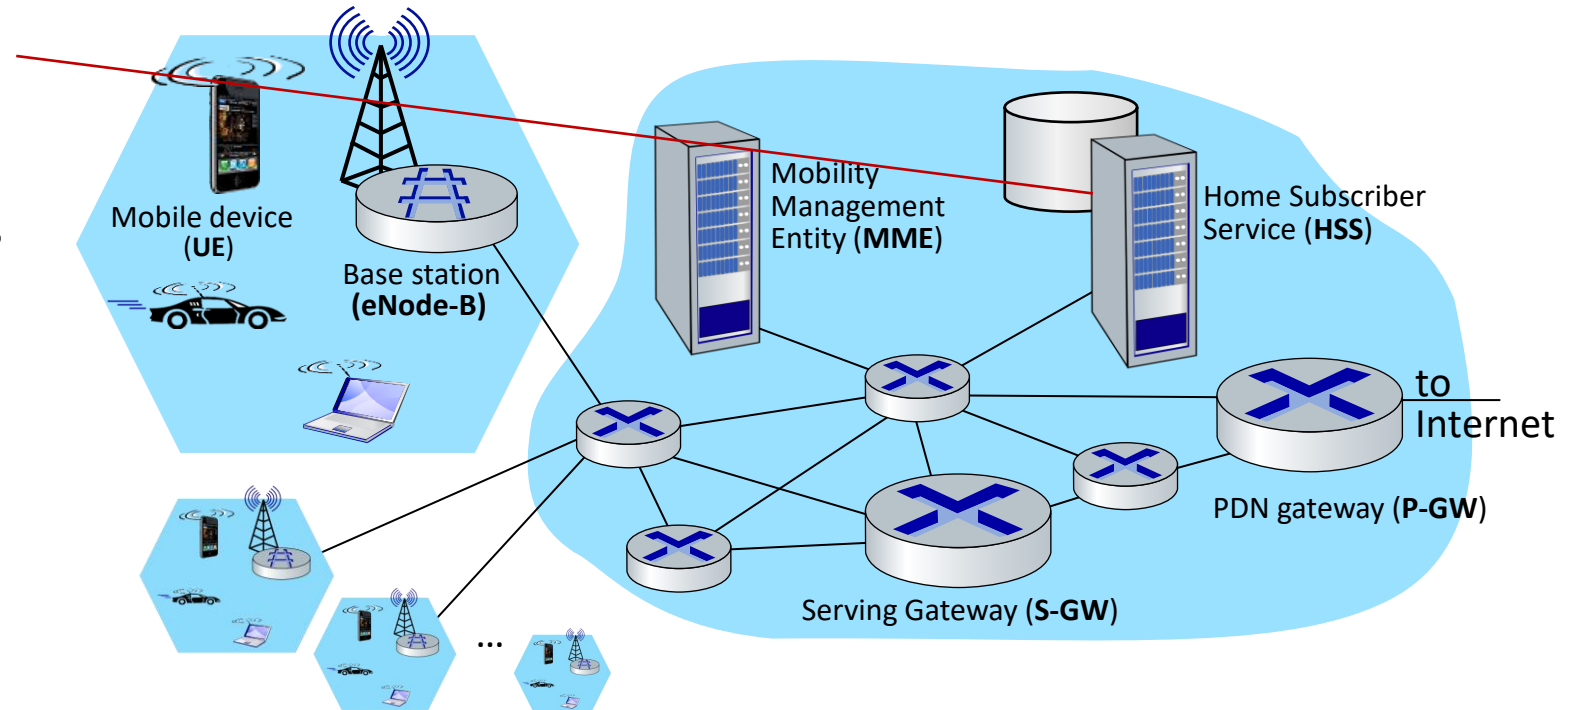 Mobile device
(UE)
Base station
(eNode-B)
Mobility
Management
Entity (MME)
Home Subscriber
Service (HSS)
to
Internet
PDN gateway (P-GW)
Serving Gateway (S-GW)
...